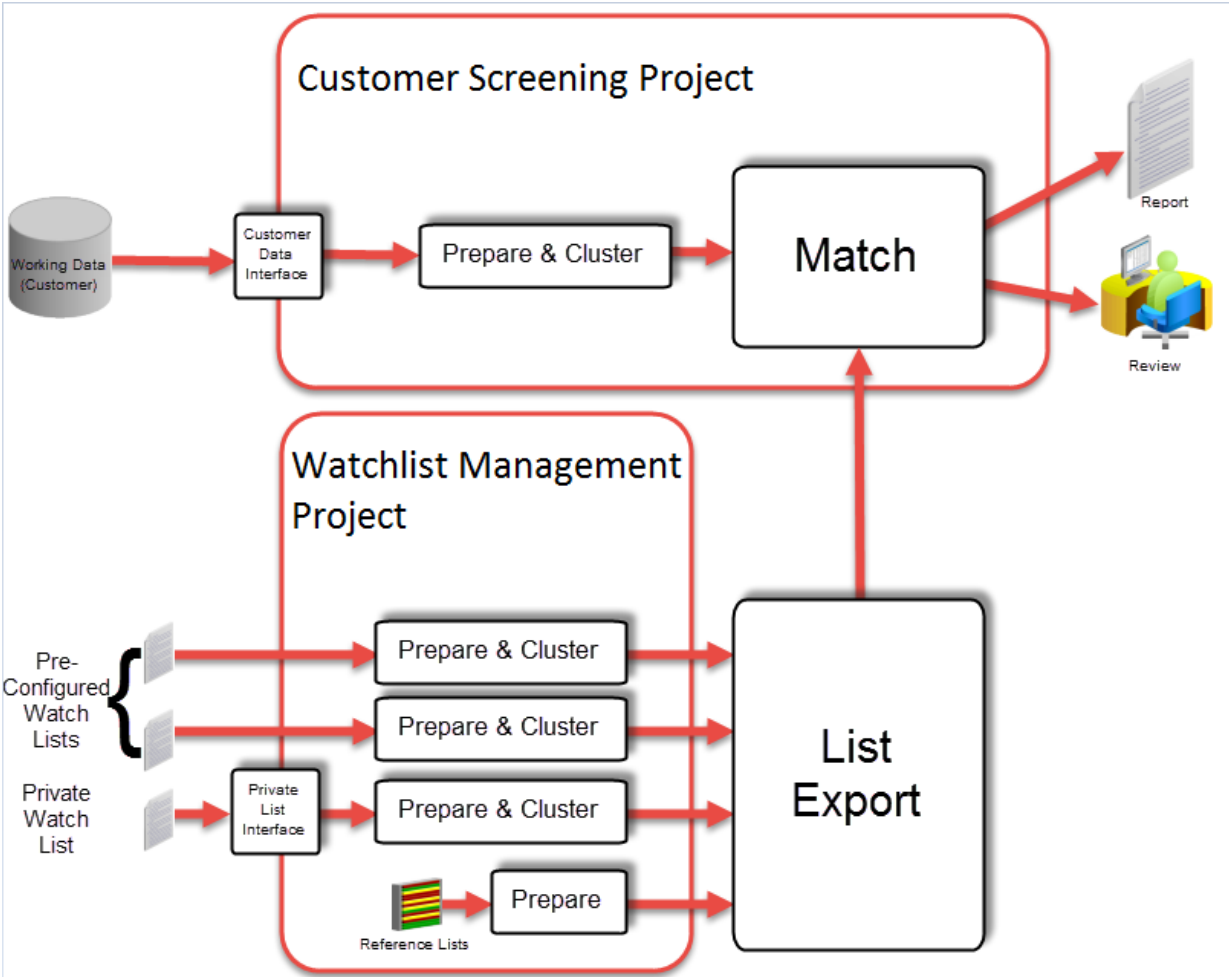 Customer Screening Project
Report
Customer
Data
Interface
Working Data
(Customer)
Prepare & Cluster
Match
Review
Watchlist Management
Project
Pre-
Configured
Watch
Lists
Prepare & Cluster
Prepare & Cluster
Private
Watch
List
Private
List
Interface
Prepare & Cluster
List
Export
Reference Lists
Prepare